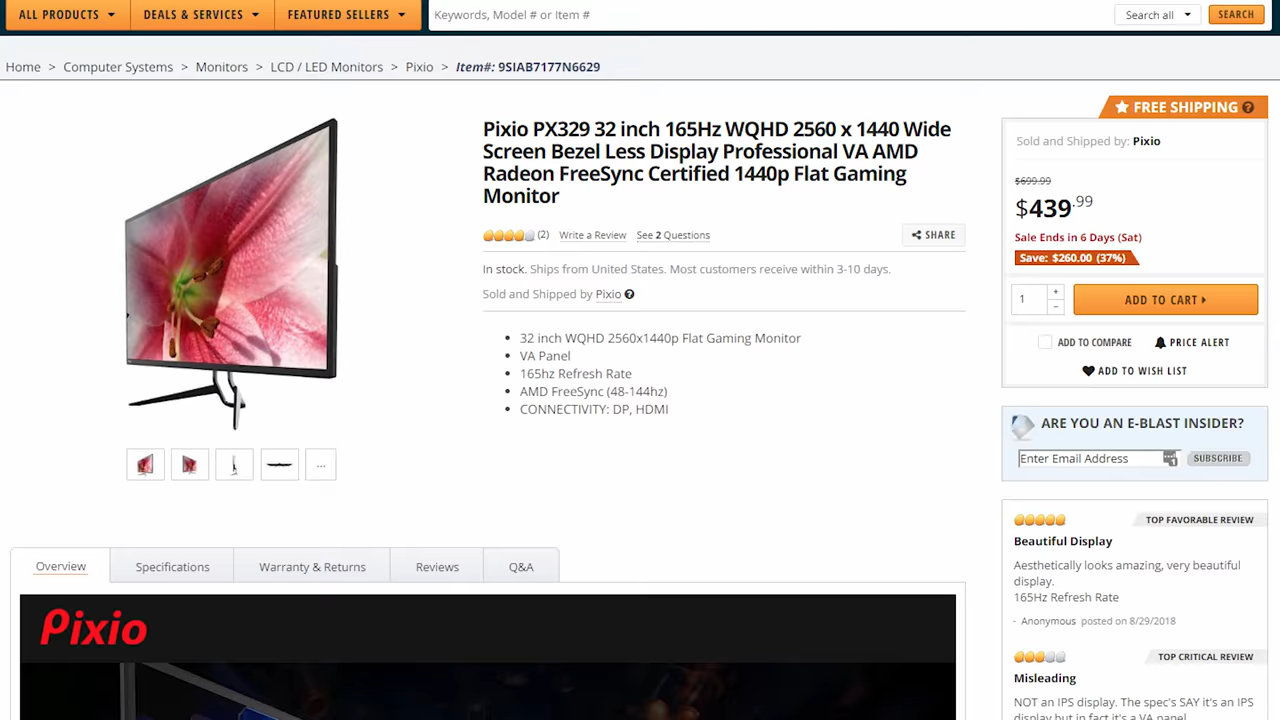 ALL PRODUCTS
DEALS & SERVICES
FEATURED SELLERS
Keywords, Model # or Item #
Search all
SEARCH
Home > Computer Systems > Monitors > LCD / LED Monitors > Pixio > Item#: 9SIAB7177N6629
FREE SHIPPING ?
Pixio PX329 32 inch 165Hz WQHD 2560 x 1440 Wide
Screen Bezel Less Display Professional VA AMD
Radeon FreeSync Certified 1440p Flat Gaming
Monitor
(2) Write a Review See 2 Questions
SHARE
In stock. Ships from United States. Most customers receive within 3-10 days.
Sold and Shipped by Pixio ?
• 32 inch WQHD 2560x1440p Flat Gaming Monitor
• VA Panel
• 165hz Refresh Rate
• AMD FreeSync (48-144hz)
• CONNECTIVITY: DP, HDMI
...
Sold and Shipped by: Pixio
$699.99
$439.99
Sale Ends in 6 Days (Sat)
Save: $260.00 (37%)
1
+
-
ADD TO CART
ADD TO COMPARE
PRICE ALERT
ADD TO WISH LIST
ARE YOU AN E-BLAST INSIDER?
Enter Email Address
SUBSCRIBE
TOP FAVORABLE REVIEW
Beautiful Display
Aesthetically looks amazing, very beautiful
display.
165Hz Refresh Rate
- Anonymous posted on 8/29/2018
TOP CRITICAL REVIEW
Misleading
NOT an IPS display. The spec's SAY it's an IPS
display but in fact it's a VA panel
Overview
Specifications
Warranty & Returns
Reviews
Q&A
Pixio